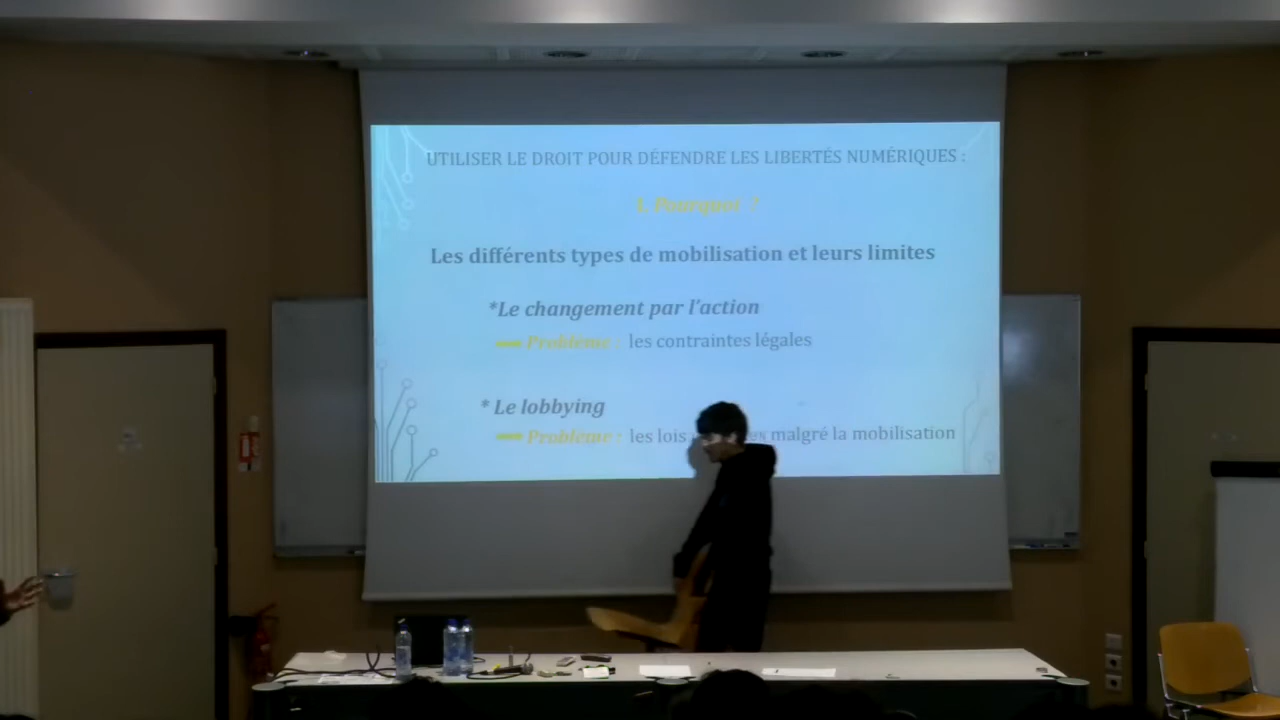 UTILISER LE DROIT POUR DÉFENDRE LES LIBERTÉS NUMÉRIQUES :
1. Pourquoi ?
Les différents types de mobilisation et leurs limites
*Le changement par l'action
Problème : les contraintes légales
* Le lobbying
Problème : les lois malgré la mobilisation